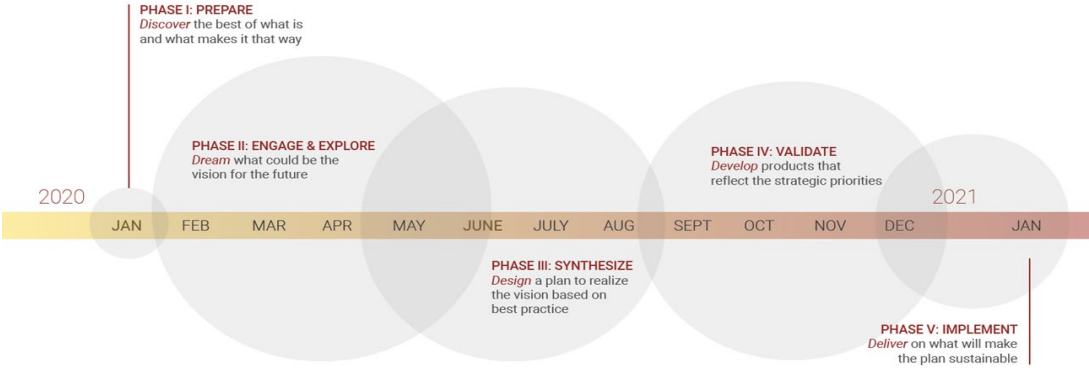 PHASE I: PREPARE
Discover the best of what is
and what makes it that way
PHASE II: ENGAGE & EXPLORE
Dream what could be the
vision for the future
PHASE IV: VALIDATE
Develop products that
reflect the strategic priorities
2020
2021
JAN FEB MAR APR MAY JUNE JULY AUG SEPT OCT NOV DEC JAN
PHASE III: SYNTHESIZE
Design a plan to realize
the vision based on
best practice
PHASE V: IMPLEMENT
Deliver on what will make
the plan sustainable